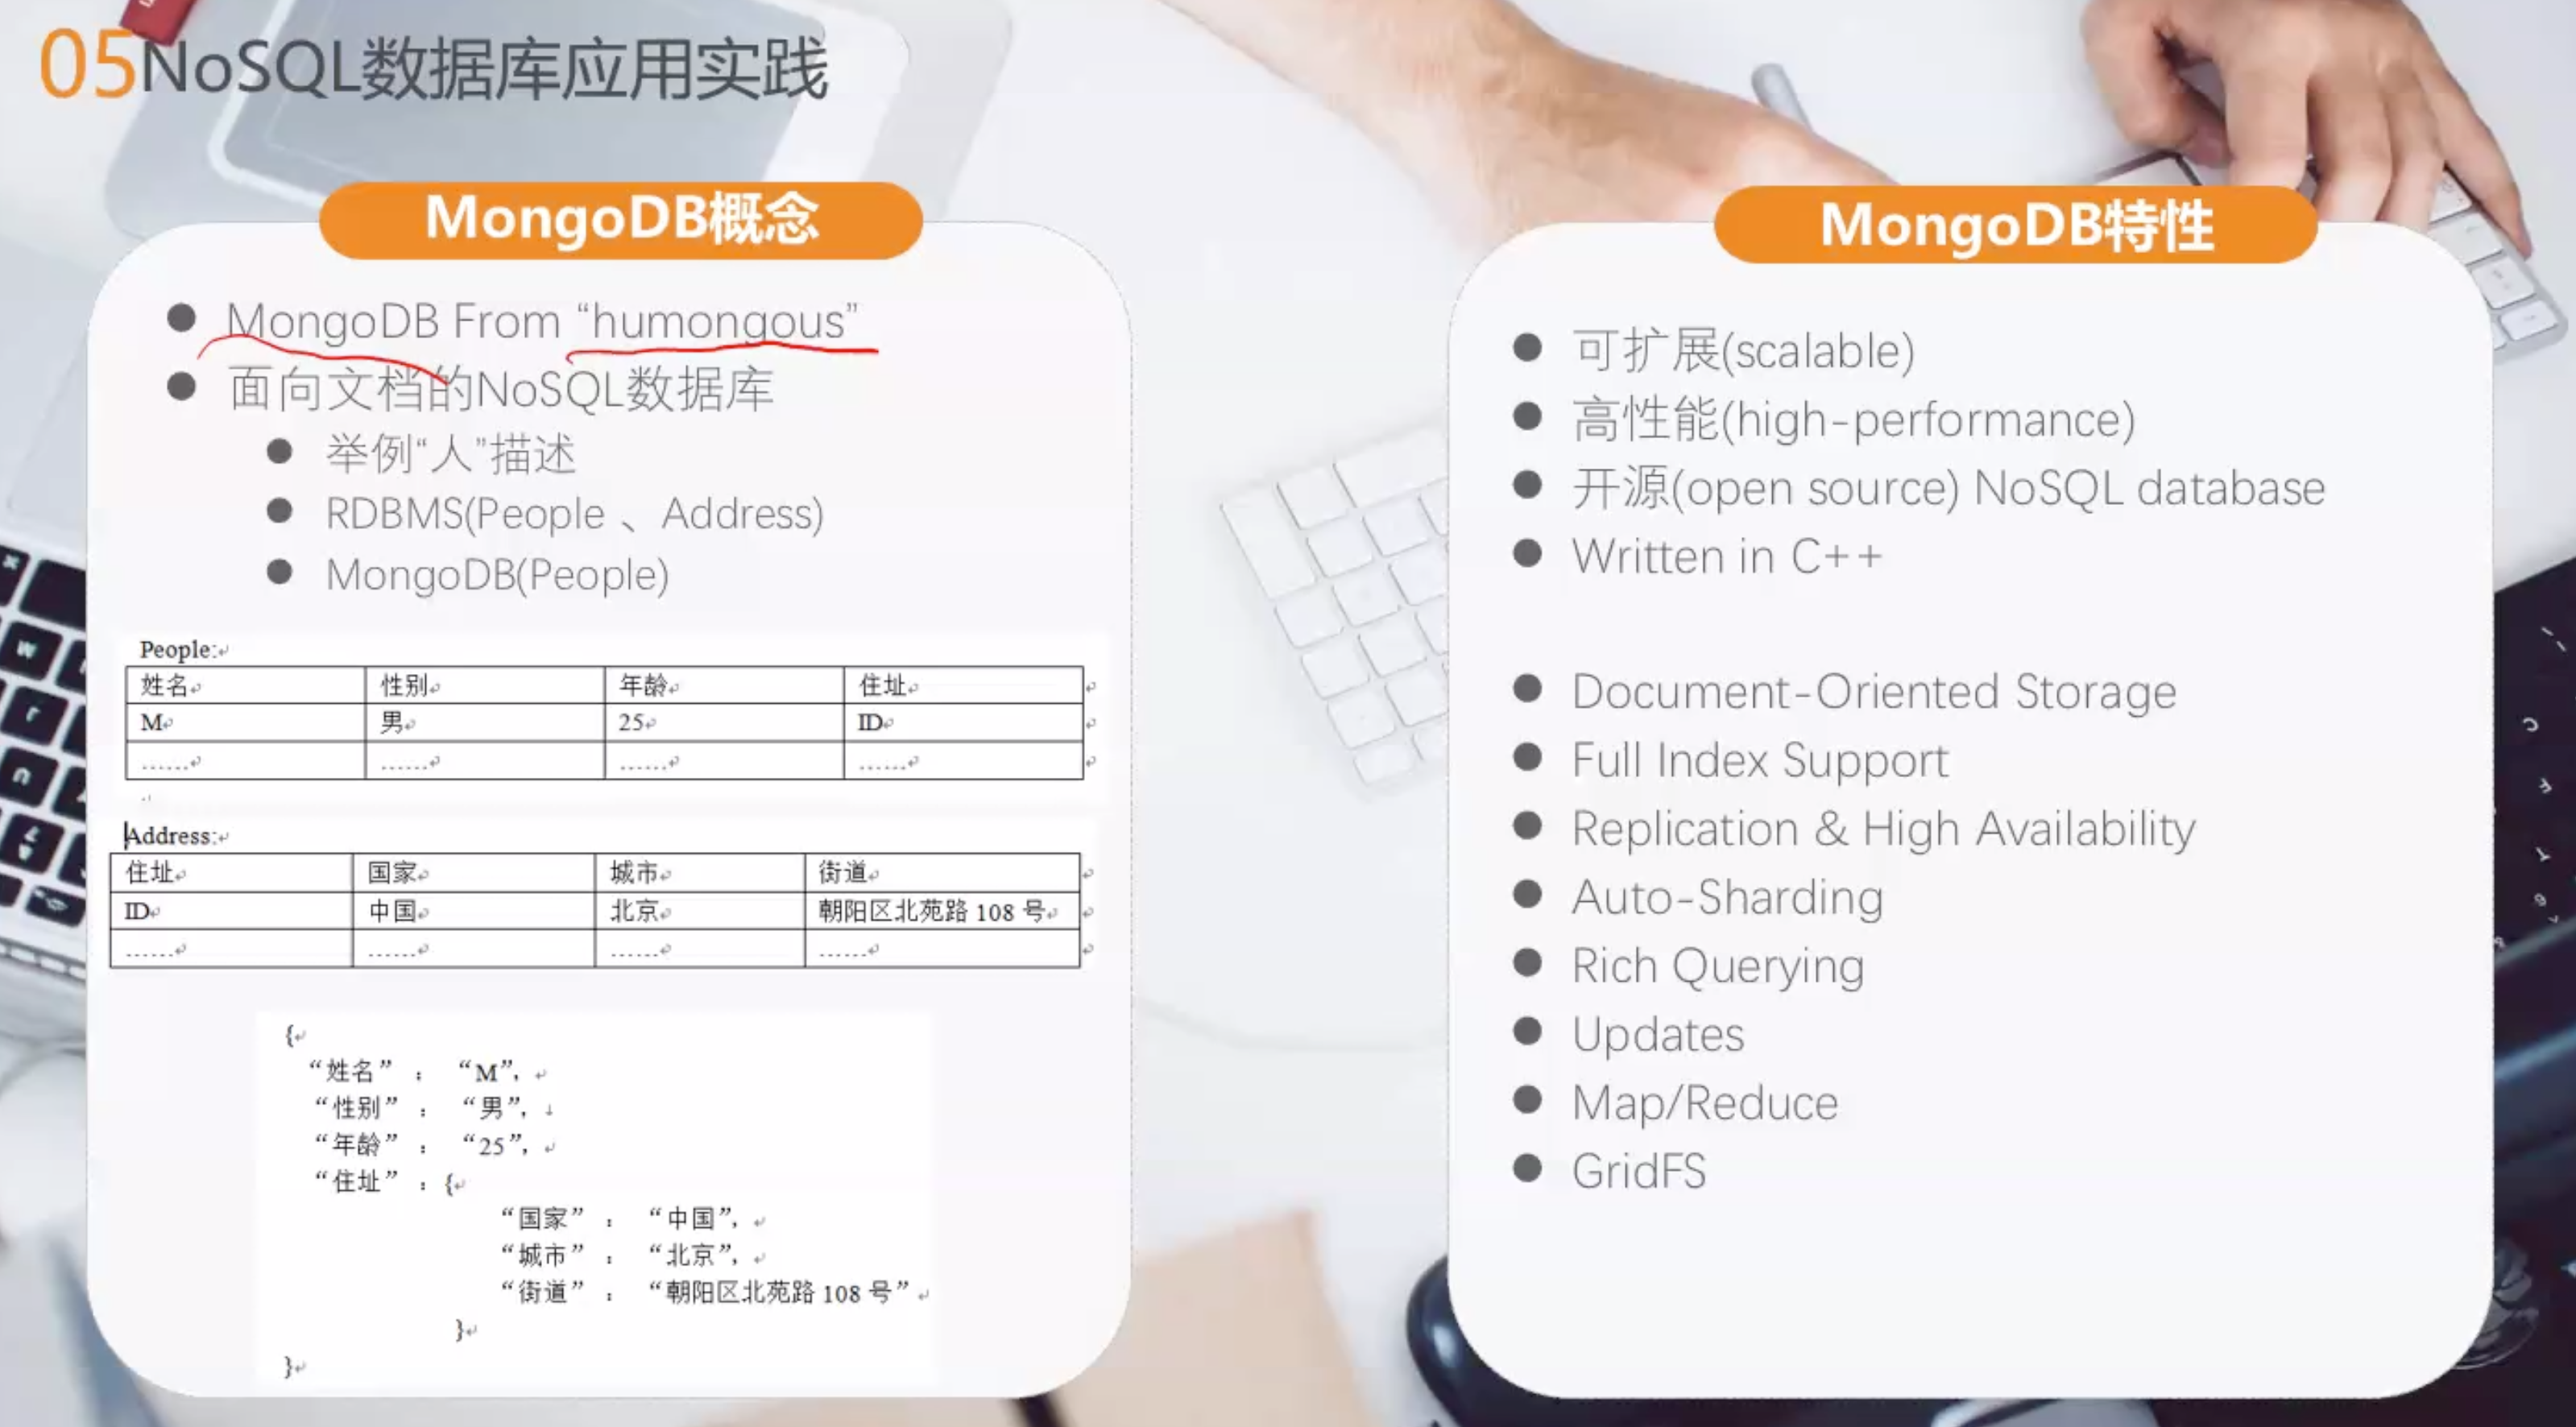 05NoSQL数据库应用实践
MongoDB概念
MongoDB From “humongous”
面向文档的NoSQL数据库
举例“人”描述
RDBMS(People 、Address)
MongoDB(People)
People:
姓名 性别 年龄 住址
M 男 25 ID
...... ...... ...... ......
Address:
住址 国家 城市 街道
ID 中国 北京 朝阳区北苑路 108 号
...... ...... ...... ......
{
“姓名” : “M”,
“性别” : “男”,
“年龄” : “25”,
“住址” : {
“国家” : “中国”,
“城市” : “北京”,
“街道” : “朝阳区北苑路 108 号”
}
}
MongoDB特性
可扩展(scalable)
高性能(high-performance)
开源(open source) NoSQL database
Written in C++
Document-Oriented Storage
Full Index Support
Replication & High Availability
Auto-Sharding
Rich Querying
Updates
Map/Reduce
GridFS